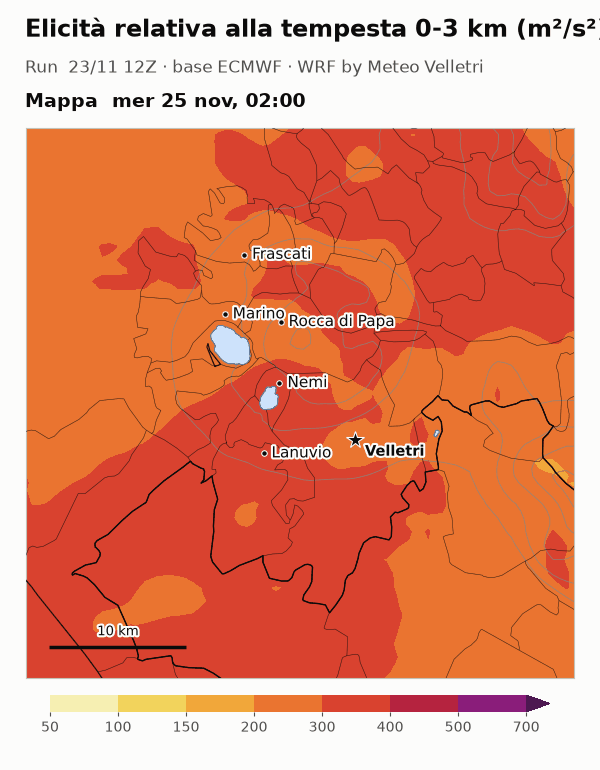 Elicità relativa alla tempesta 0-3 km (m²/s²)
Run  23/11 12Z · base ECMWF · WRF by Meteo Velletri
Mappa  mer 25 nov, 02:00
Frascati
Marino
Rocca di Papa
Nemi
Velletri
Lanuvio
10 km
50 100 150 200 300 400 500 700